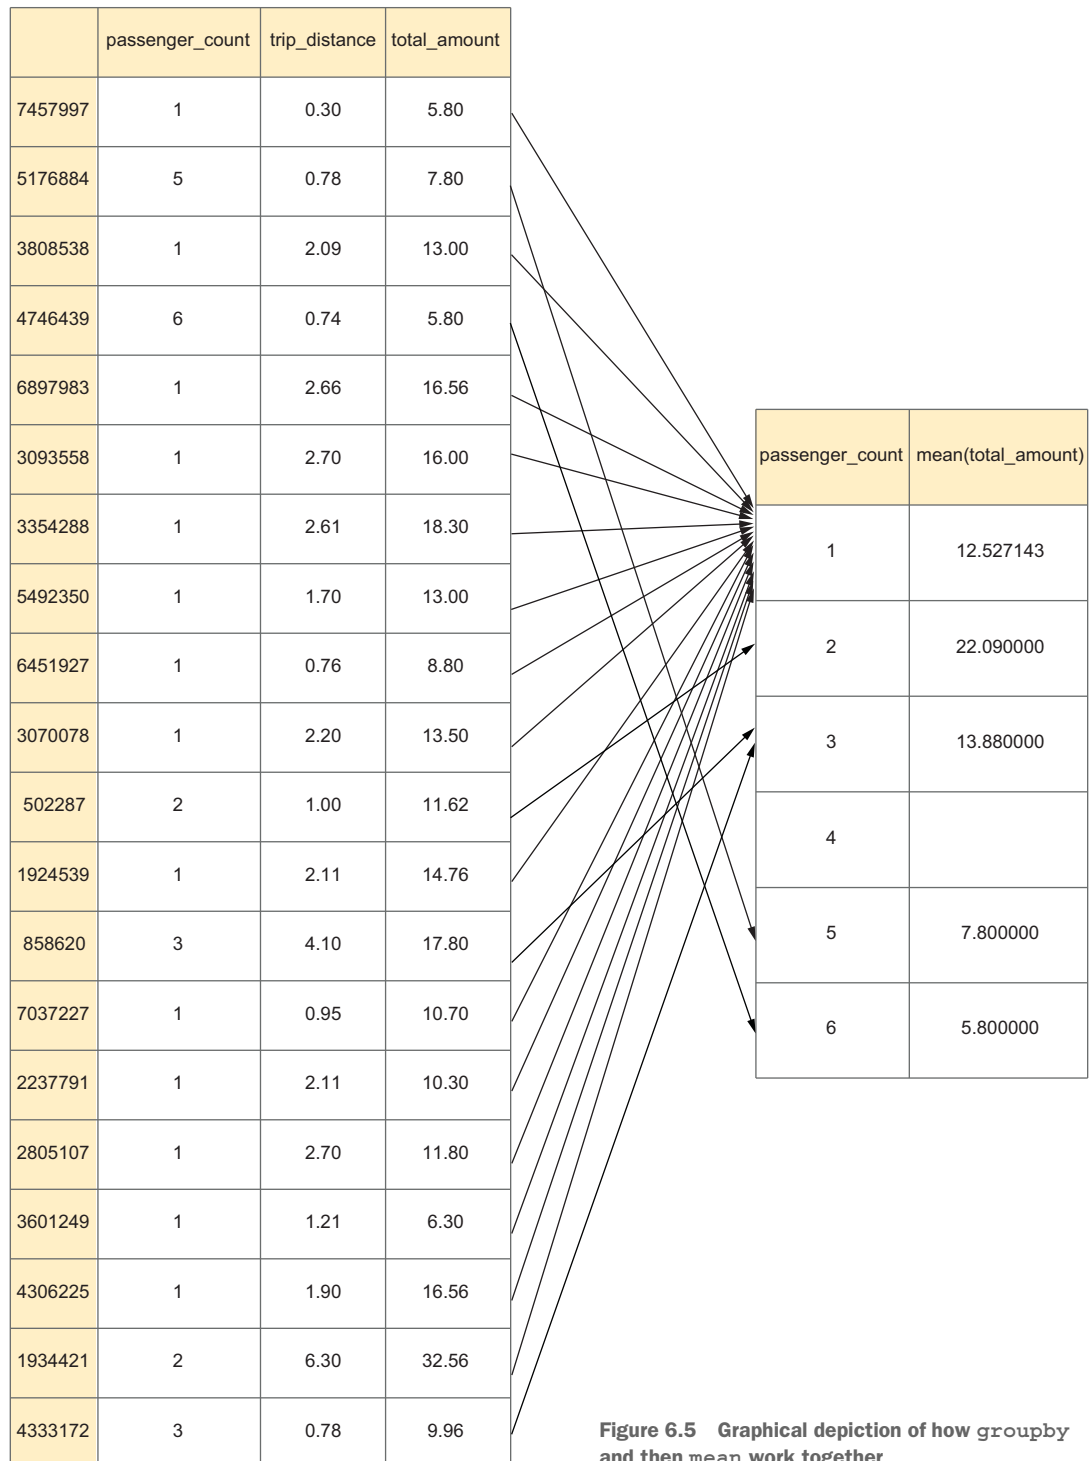 passenger_count trip_distance total_amount
7457997 1 0.30 5.80
5176884 5 0.78 7.80
3808538 1 2.09 13.00
4746439 6 0.74 5.80
6897983 1 2.66 16.56
3093558 1 2.70 16.00
3354288 1 2.61 18.30
5492350 1 1.70 13.00
6451927 1 0.76 8.80
3070078 1 2.20 13.50
502287 2 1.00 11.62
1924539 1 2.11 14.76
858620 3 4.10 17.80
7037227 1 0.95 10.70
2237791 1 2.11 10.30
2805107 1 2.70 11.80
3601249 1 1.21 6.30
4306225 1 1.90 16.56
1934421 2 6.30 32.56
4333172 3 0.78 9.96
passenger_count mean(total_amount)
1 12.527143
2 22.090000
3 13.880000
4
5 7.800000
6 5.800000
Figure 6.5 Graphical depiction of how groupby
and then mean work together